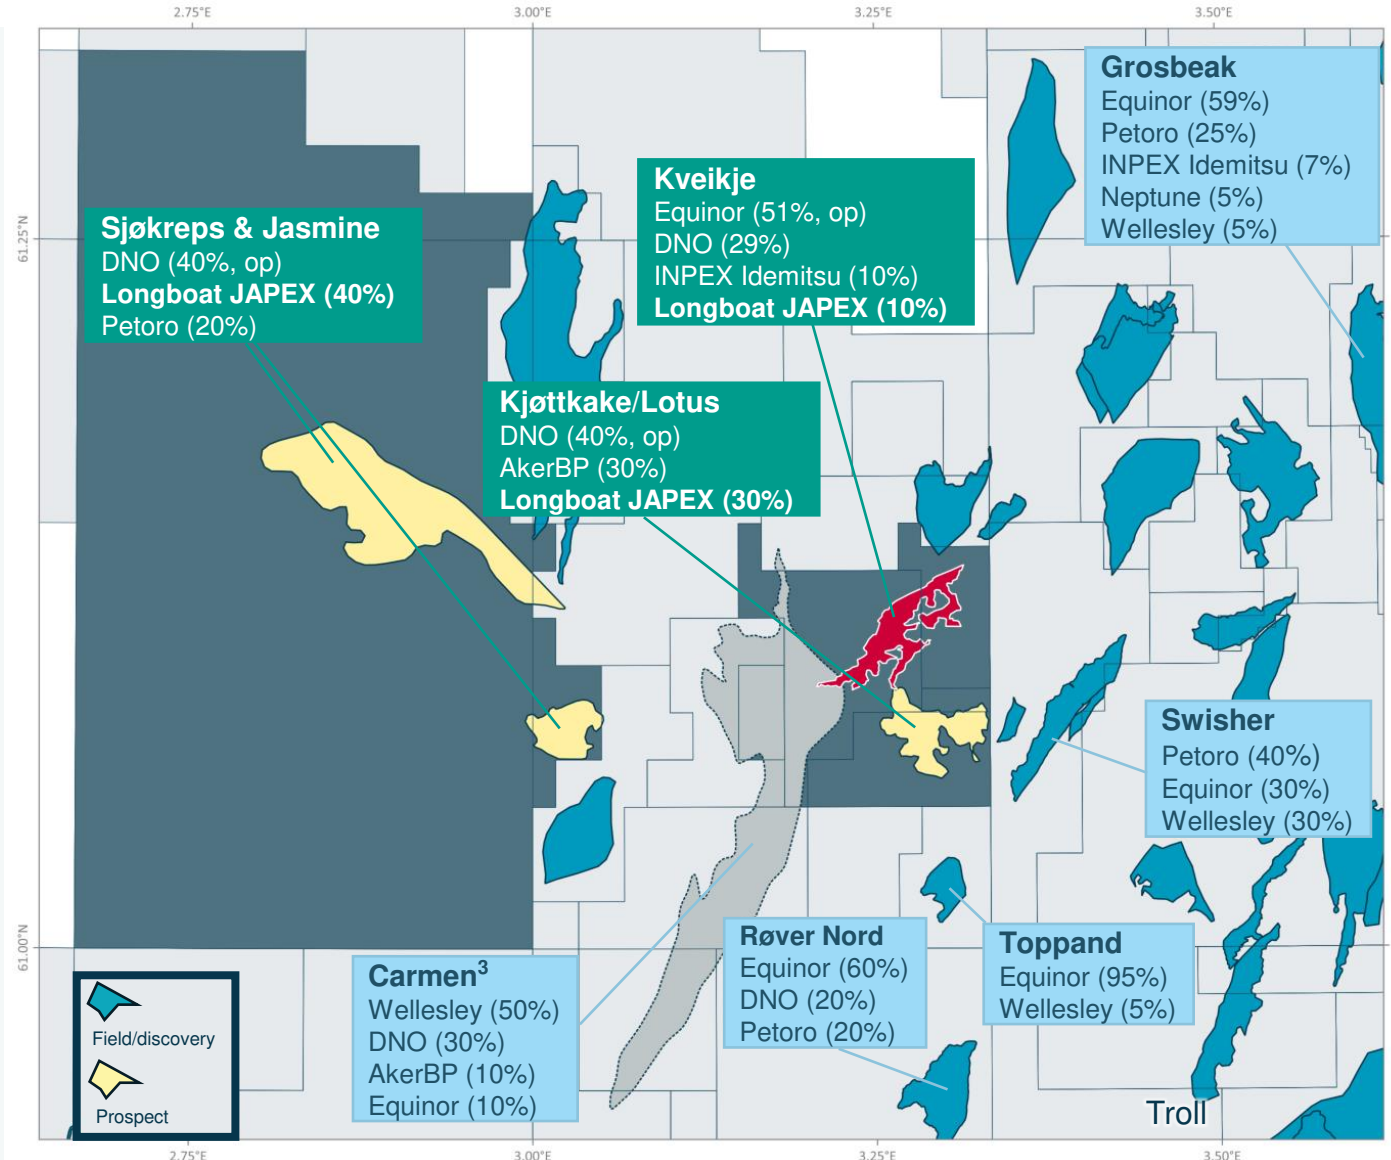 2.75°E
3.00°E
3.25°E
3.50°E
61.25°N
61.00°N
Grosbeak
Equinor (59%)
Petoro (25%)
INPEX Idemitsu (7%)
Neptune (5%)
Wellesley (5%)
Kveikje
Equinor (51%, op)
DNO (29%)
INPEX Idemitsu (10%)
Longboat JAPEX (10%)
Sjøkreps & Jasmine
DNO (40%, op)
Longboat JAPEX (40%)
Petoro (20%)
Kjøttkake/Lotus
DNO (40%, op)
AkerBP (30%)
Longboat JAPEX (30%)
Swisher
Petoro (40%)
Equinor (30%)
Wellesley (30%)
Røver Nord
Equinor (60%)
DNO (20%)
Petoro (20%)
Toppand
Equinor (95%)
Wellesley (5%)
Carmen³
Wellesley (50%)
DNO (30%)
AkerBP (10%)
Equinor (10%)
Field/discovery
Prospect
Troll
2.75°E
3.00°E
3.25°E
3.50°E